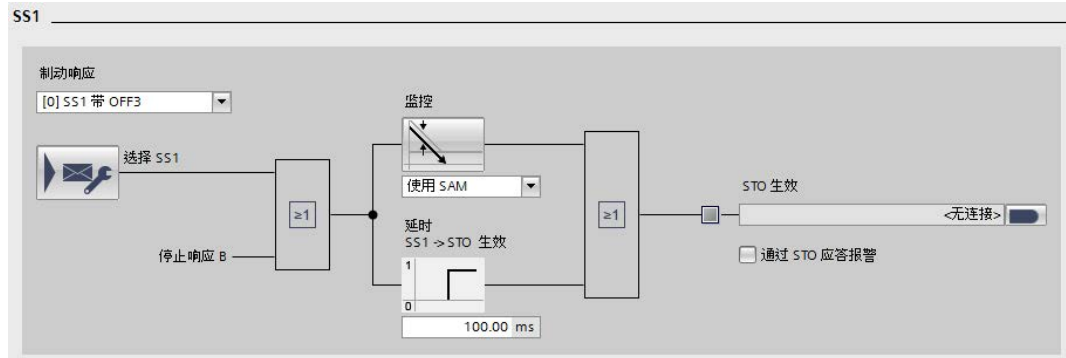 SS1
制动响应
[0] SS1 带 OFF3
监控
选择 SS1
使用 SAM
≥1
≥1
STO 生效
<无连接>
延时
SS1 -> STO 生效
停止响应 B
通过 STO 应答报警
1
0
100.00 ms